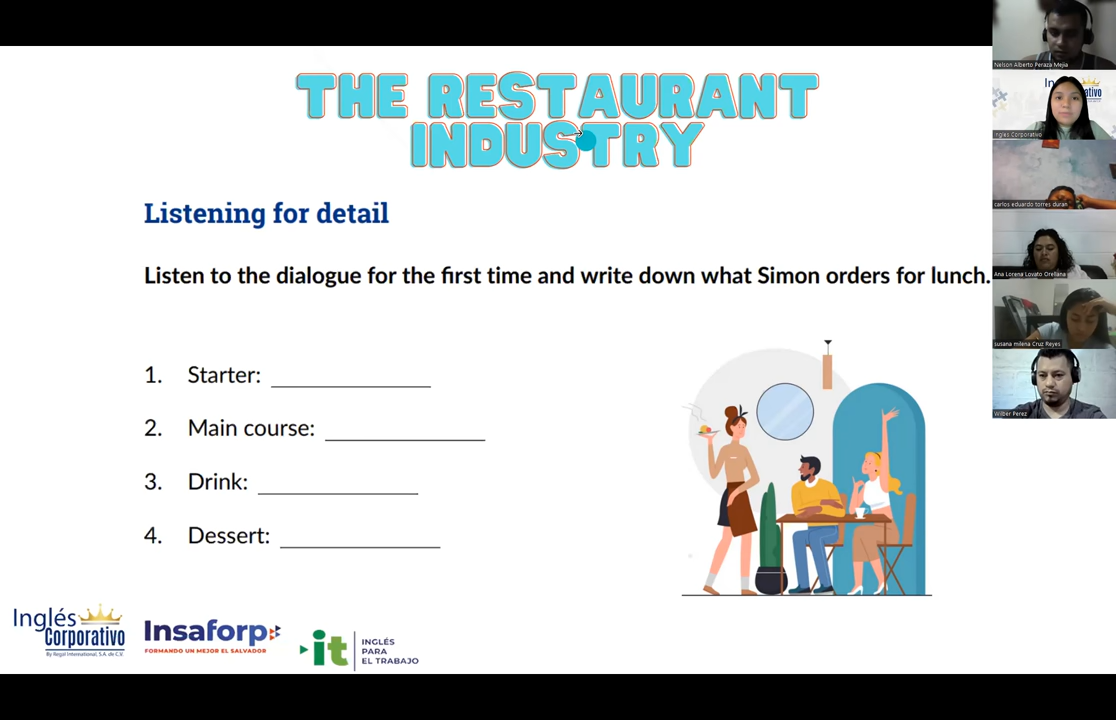 THE RESTAURANT
INDUSTRY
Listening for detail
Listen to the dialogue for the first time and write down what Simon orders for lunch.
1. Starter:
2. Main course:
3. Drink:
4. Dessert:
Inglés
Corporativo
By Regal International, S.A. de C.V.
Insaforp
FORMANDO UN MEJOR EL SALVADOR
it
INGLÉS
PARA
EL TRABAJO
Nelson Alberto Peraza Mejia
Ingles Corporativo
carlos eduardo torres duran
Ana Lorena Lovato Orellana
susana milena Cruz Reyes
Wilber Perez